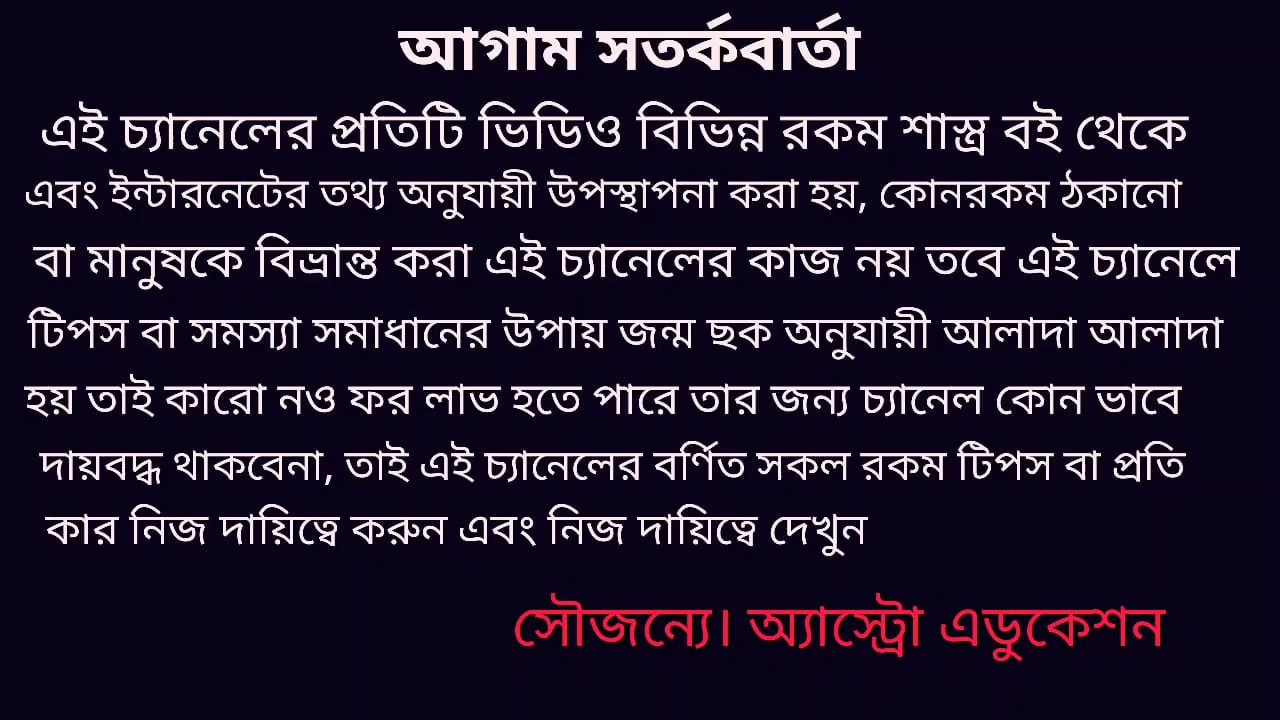 আগাম সতর্কবার্তা
এই চ্যানেলের প্রতিটি ভিডিও বিভিন্ন রকম শাস্ত্র বই থেকে
এবং ইন্টারনেটের তথ্য অনুযায়ী উপস্থাপনা করা হয়, কোনরকম ঠকানো
বা মানুষকে বিভ্রান্ত করা এই চ্যানেলের কাজ নয় তবে এই চ্যানেলে
টিপস বা সমস্যা সমাধানের উপায় জন্ম ছক অনুযায়ী আলাদা আলাদা
হয় তাই কারো নও ফর লাভ হতে পারে তার জন্য চ্যানেল কোন ভাবে
দায়বদ্ধ থাকবেনা, তাই এই চ্যানেলের বর্ণিত সকল রকম টিপস বা প্রতি
কার নিজ দায়িত্বে করুন এবং নিজ দায়িত্বে দেখুন
সৌজন্যে। অ্যাস্ট্রো এডুকেশন